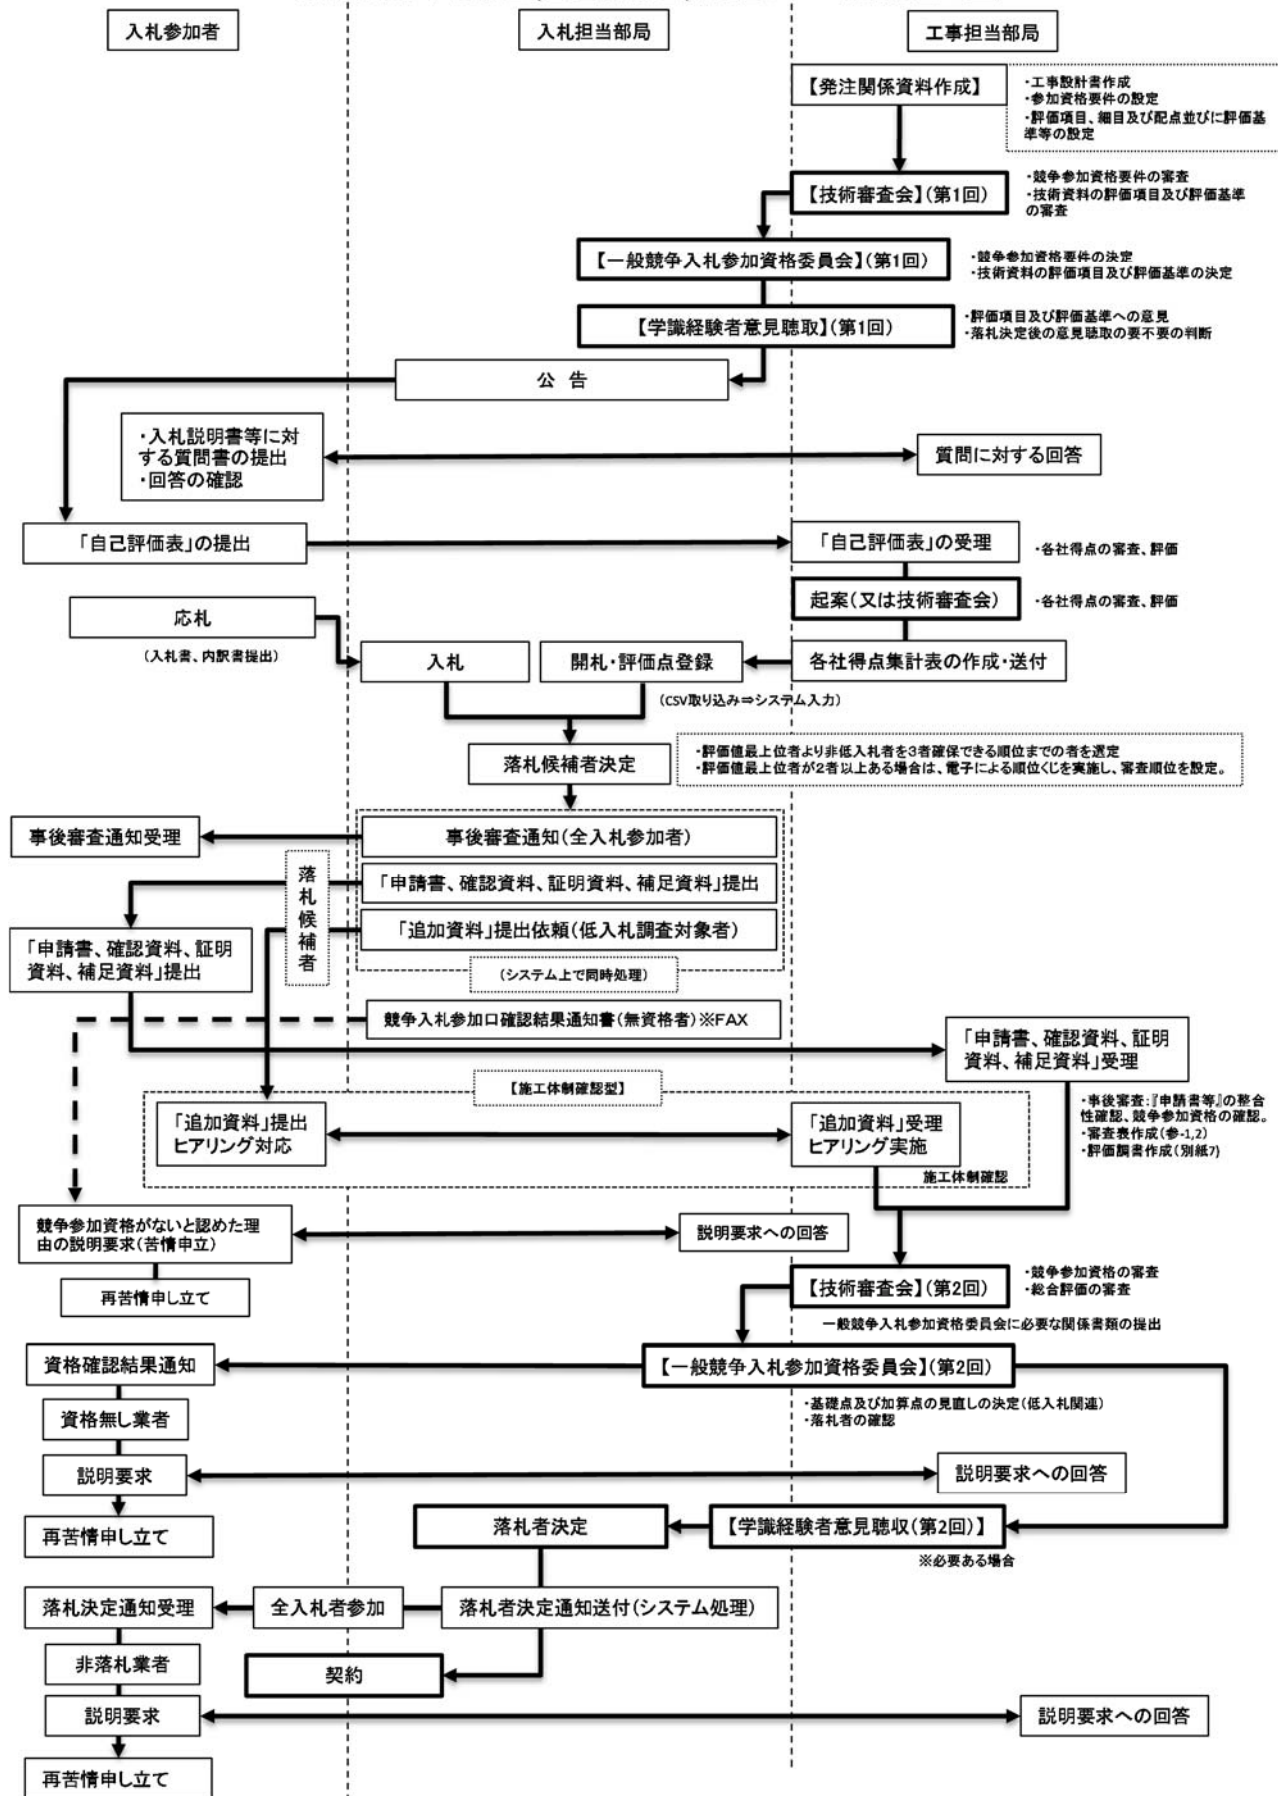 入札参加者
入札担当部局
工事担当部局
【発注関係資料作成】
・工事設計書作成
・参加資格要件の設定
・評価項目、細目及び配点並びに評価基
準等の設定
【技術審査会】(第1回)
・競争参加資格要件の審査
・技術資料の評価項目及び評価基準
の審査
【一般競争入札参加資格委員会】(第1回)
・競争参加資格要件の決定
・技術資料の評価項目及び評価基準の決定
【学識経験者意見聴取】(第1回)
・評価項目及び評価基準への意見
・落札決定後の意見聴取の要不要の判断
公 告
・入札説明書等に対
する質問書の提出
・回答の確認
質問に対する回答
「自己評価表」の提出
「自己評価表」の受理
・各社得点の審査、評価
起案(又は技術審査会)
・各社得点の審査、評価
応札
(入札書、内訳書提出)
入札
開札・評価点登録
各社得点集計表の作成・送付
(CSV取り込み⇒システム入力)
落札候補者決定
・評価値最上位者より非低入札者を3者確保できる順位までの者を選定
・評価値最上位者が2者以上ある場合は、電子による順位くじを実施し、審査順位を設定。
事後審査通知受理
事後審査通知(全入札参加者)
落札候補者
「申請書、確認資料、証明資料、補足資料」提出
「追加資料」提出依頼(低入札調査対象者)
(システム上で同時処理)
「申請書、確認資料、証明
資料、補足資料」提出
競争入札参加口確認結果通知書(無資格者)※FAX
「申請書、確認資料、証明
資料、補足資料」受理
【施工体制確認型】
「追加資料」提出
ヒアリング対応
「追加資料」受理
ヒアリング実施
施工体制確認
・事後審査:『申請書等』の整合
性確認、競争参加資格の確認。
・審査表作成(参-1,2)
・評価調書作成(別紙7)
競争参加資格がないと認めた理
由の説明要求(苦情申立)
説明要求への回答
再苦情申し立て
【技術審査会】(第2回)
・競争参加資格の審査
・総合評価の審査
一般競争入札参加資格委員会に必要な関係書類の提出
資格確認結果通知
【一般競争入札参加資格委員会】(第2回)
・基礎点及び加算点の見直しの決定(低入札関連)
・落札者の確認
資格無し業者
説明要求
説明要求への回答
再苦情申し立て
落札者決定
【学識経験者意見聴収(第2回)】
※必要ある場合
落札決定通知受理
全入札者参加
落札者決定通知送付(システム処理)
非落札業者
契約
説明要求
説明要求への回答
再苦情申し立て